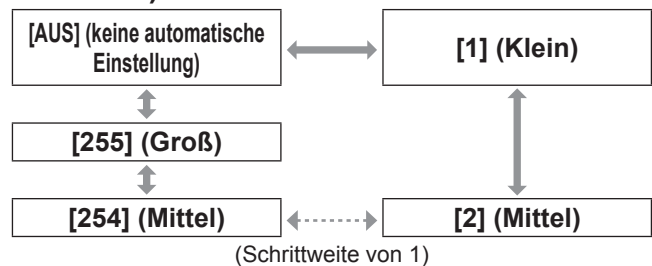 [AUS] (keine automatische
Einstellung)
[1] (Klein)
[255] (Groß)
[254] (Mittel)
[2] (Mittel)
(Schrittweite von 1)